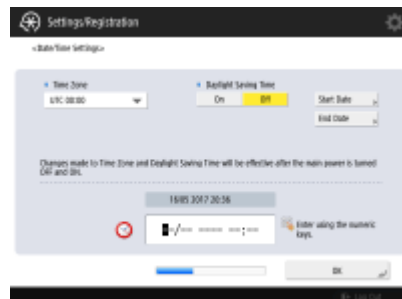 Settings/Registration
<Date/Time Settings>
Time Zone
Daylight Saving Time
UTC 00:00
On
Off
Start Date
End Date
Changes made to Time Zone and Daylight Saving Time will be effective after the main power is turned
OFF and ON.
16/05 2017 20:36
-/-- ---- --:--
Enter using the numeric
keys.
OK